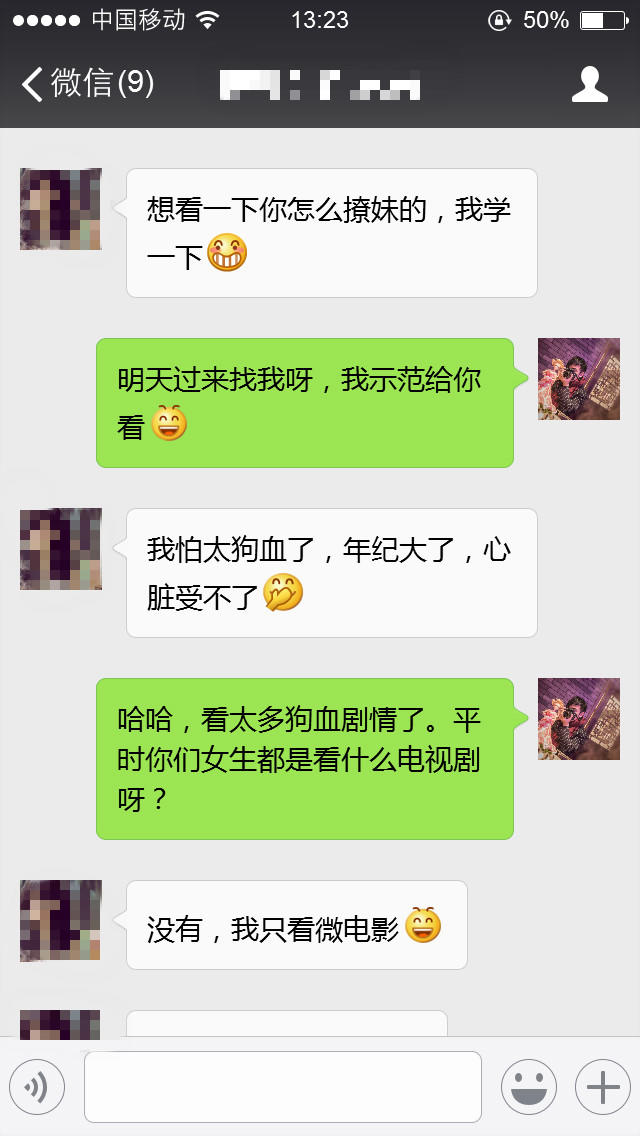 中国移动 13:23 50%
微信(9)
想看一下你怎么撩妹的，我学
一下
明天过来找我呀，我示范给你
看
我怕太狗血了，年纪大了，心
脏受不了
哈哈，看太多狗血剧情了。平
时你们女生都是看什么电视剧
呀？
没有，我只看微电影